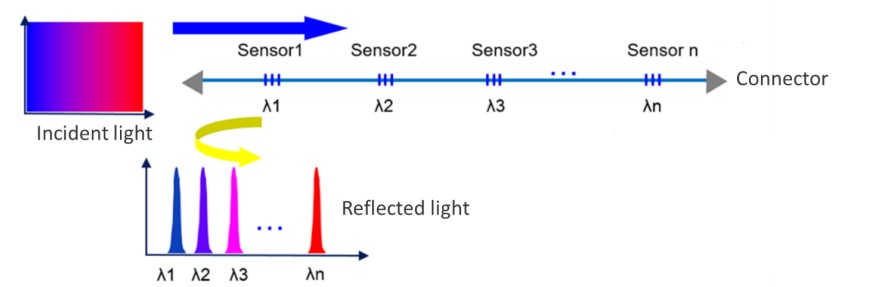 Sensor1 Sensor2 Sensor3 Sensor n
...
Connector
λ1 λ2 λ3 λn
Incident light
Reflected light
...
λ1 λ2 λ3 λn